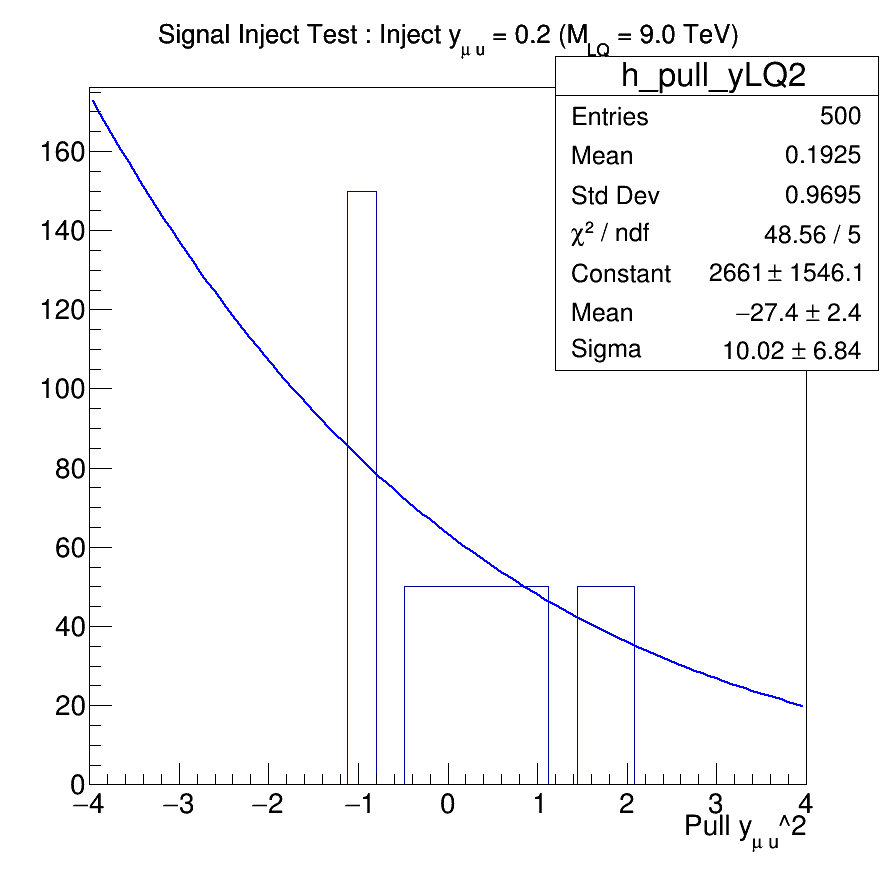 Signal Inject Test : Inject y_μ u = 0.2 (M_LQ = 9.0 TeV)
h_pull_yLQ2
Entries 500
Mean 0.1925
Std Dev 0.9695
χ² / ndf 48.56 / 5
Constant 2661 ± 1546.1
Mean −27.4 ± 2.4
Sigma 10.02 ± 6.84
160
140
120
100
80
60
40
20
0
−4 −3 −2 −1 0 1 2 3 4
Pull y_μ u^2